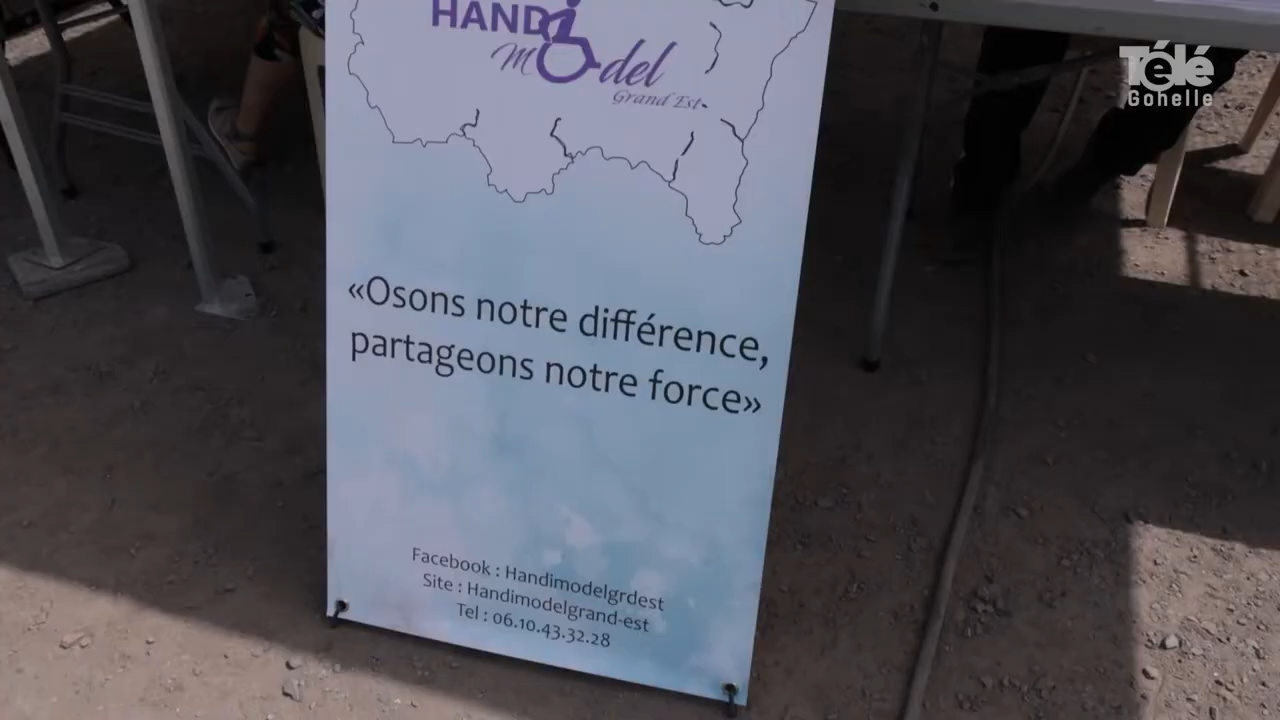 HANDI
Model
Grand Est
Télé
Gohelle
«Osons notre différence,
partageons notre force»
Facebook : Handimodelgrdest
Site : Handimodelgrand-est
Tel : 06.10.43.32.28